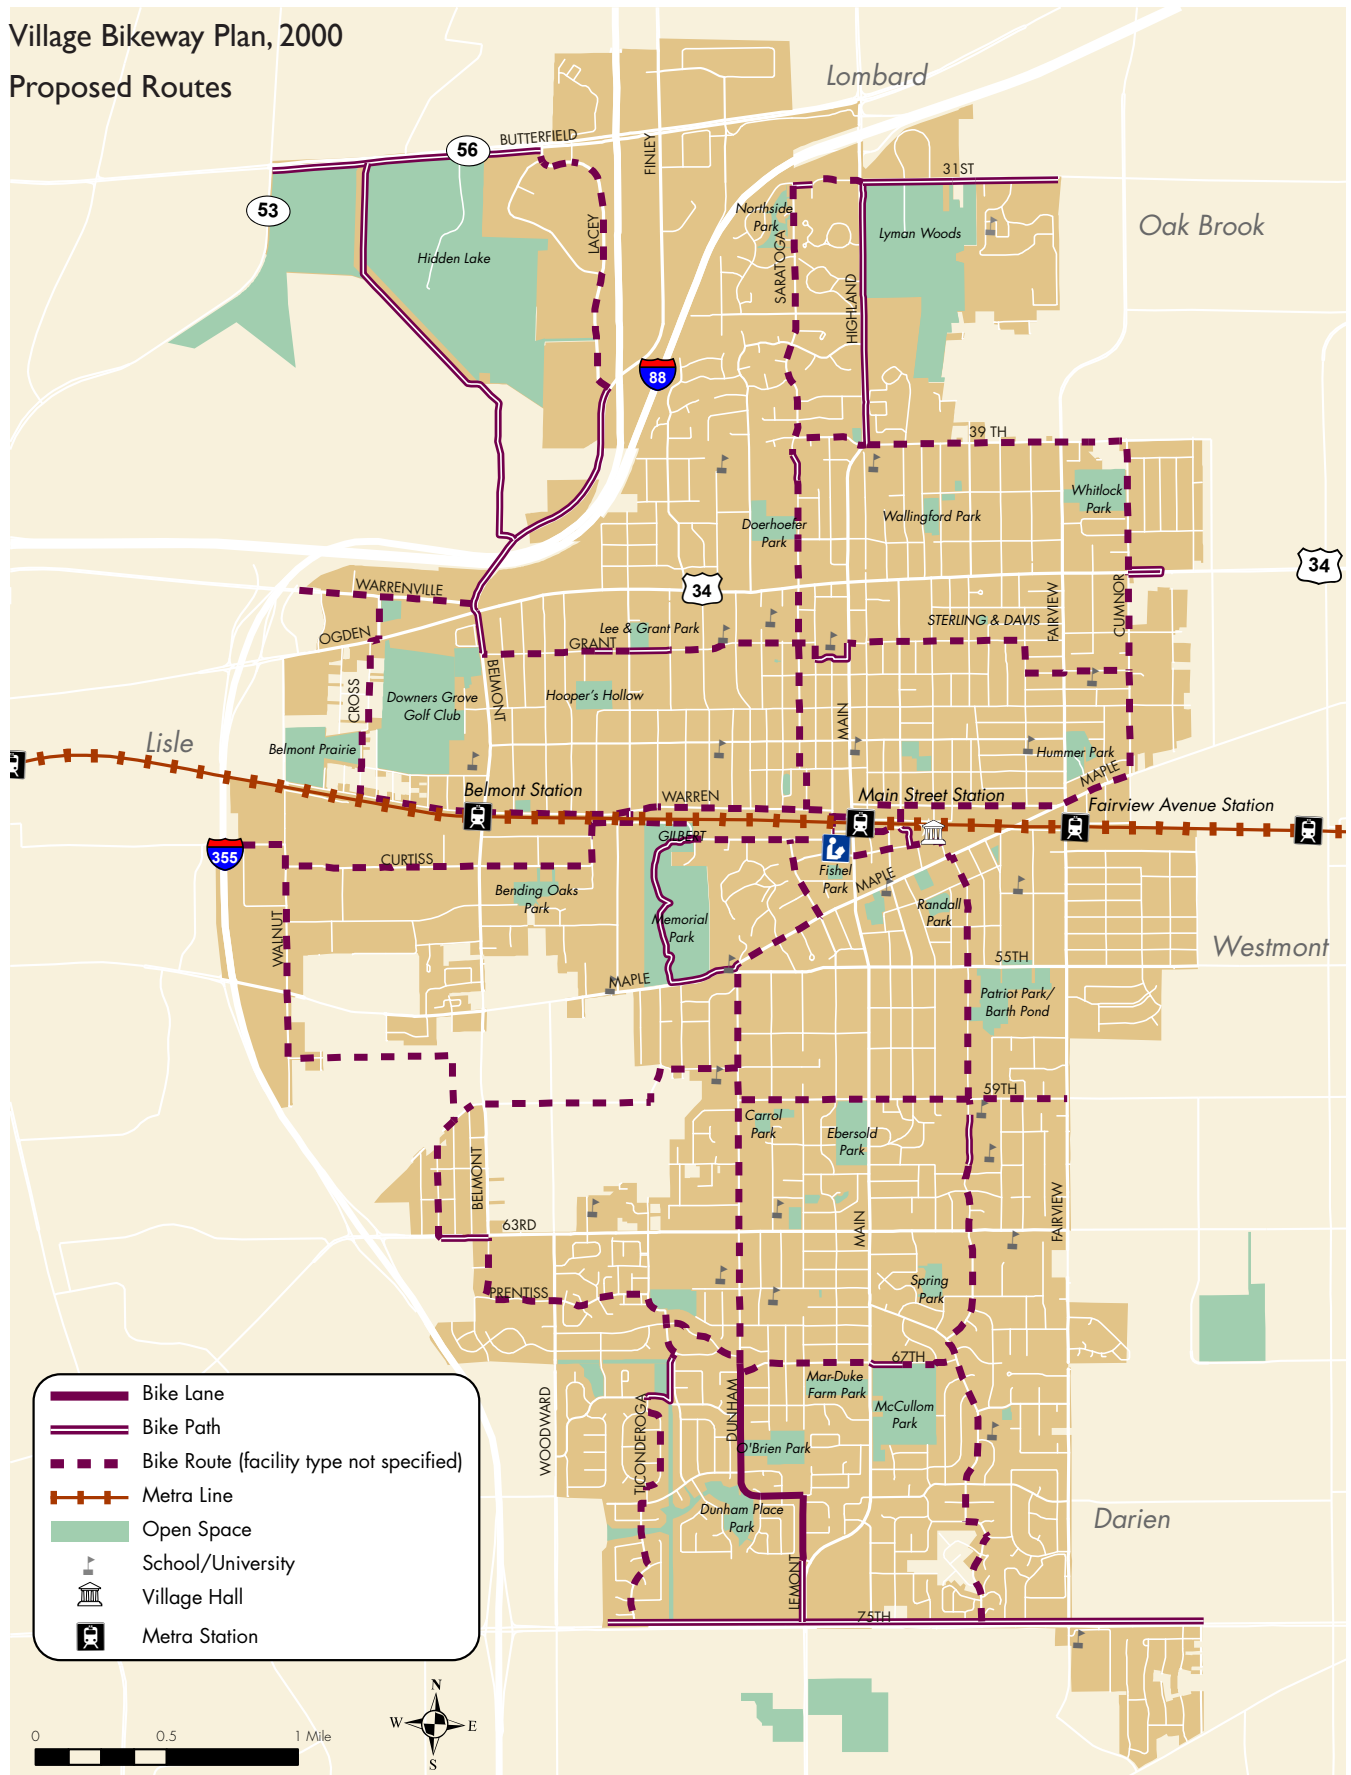 Village Bikeway Plan, 2000
Proposed Routes
Lombard
BUTTERFIELD
56
FINLEY
31ST
53
Northside
Park
LACEY
SARATOGA
Lyman Woods
Oak Brook
Hidden Lake
HIGHLAND
88
39 TH
Whitlock
Park
Wallingford Park
Doerhoefer
Park
34
34
WARRENVILLE
OGDEN
CUMNOR
FAIRVIEW
Lee & Grant Park
STERLING & DAVIS
GRANT
BELMONT
CROSS
Downers Grove
Golf Club
Hooper's Hollow
MAIN
Lisle
Belmont Prairie
Hummer Park
MAPLE
Belmont Station
WARREN
Main Street Station
Fairview Avenue Station
GILBERT
355
CURTISS
Fishel
Park
MAPLE
Bending Oaks
Park
Randall
Park
WALNUT
Memorial
Park
Westmont
55TH
MAPLE
Patriot Park/
Barth Pond
59TH
Carrol
Park
Ebersold
Park
BELMONT
63RD
MAIN
FAIRVIEW
PRENTISS
Spring
Park
67TH
Mar-Duke
Farm Park
WOODWARD
TICONDEROGA
DUNHAM
McCullom
Park
O'Brien Park
Dunham Place
Park
Darien
LEMONT
75TH
Bike Lane
Bike Path
Bike Route (facility type not specified)
Metra Line
Open Space
School/University
Village Hall
Metra Station
N
W
E
S
0
0.5
1 Mile